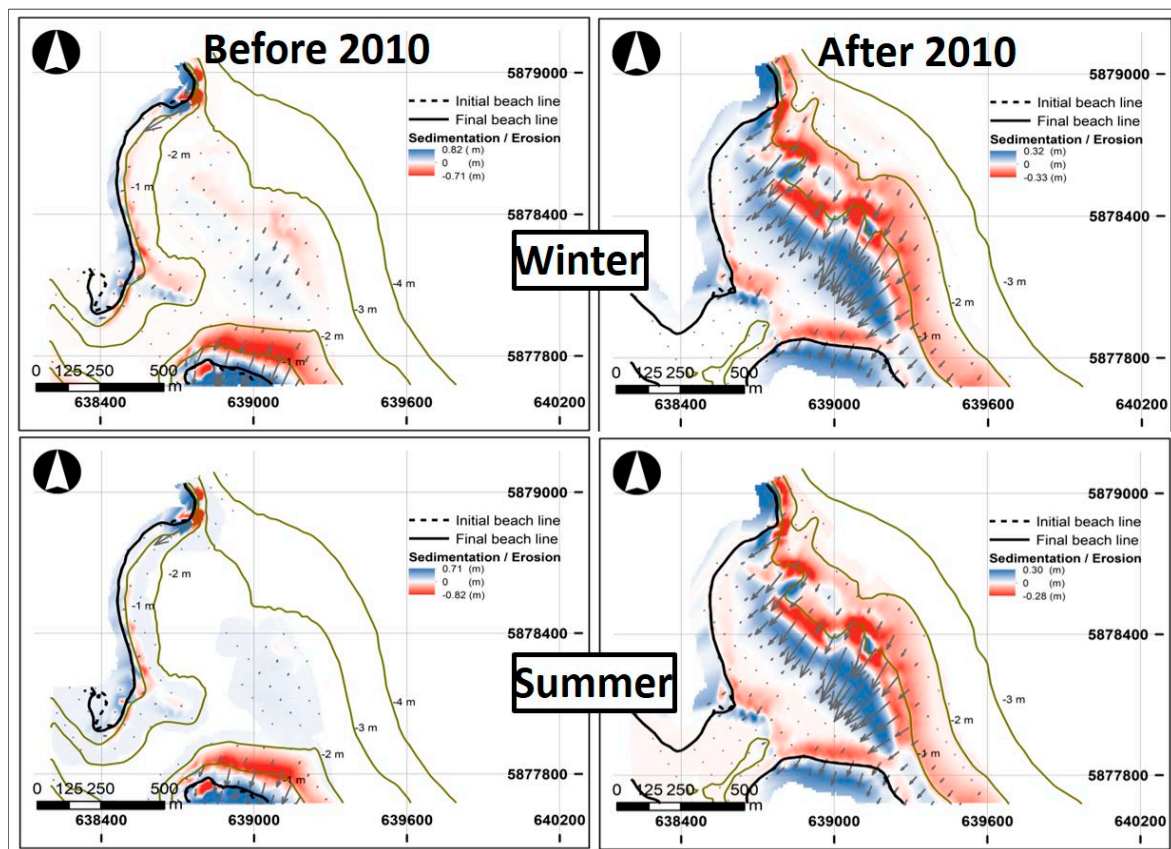 Before 2010
5879000
Initial beach line
Final beach line
Sedimentation / Erosion
0.82 (m)
0 (m)
-0.71 (m)
-2 m
-1 m
5878400
-4 m
-3 m
-2 m
-1 m
5877800
0 125 250 500
m
638400 639000 639600 640200
After 2010
5879000
Initial beach line
Final beach line
Sedimentation / Erosion
0.32 (m)
0 (m)
-0.33 (m)
5878400
-3 m
-2 m
-1 m
5877800
0 125 250 500
m
638400 639000 639600 640200
Winter
5879000
Initial beach line
Final beach line
Sedimentation / Erosion
0.71 (m)
0 (m)
-0.82 (m)
-2 m
-1 m
5878400
-4 m
-3 m
-2 m
-1 m
5877800
0 125 250 500
m
638400 639000 639600 640200
5879000
Initial beach line
Final beach line
Sedimentation / Erosion
0.30 (m)
0 (m)
-0.28 (m)
5878400
-3 m
-2 m
-1 m
5877800
0 125 250 500
m
638400 639000 639600 640200
Summer